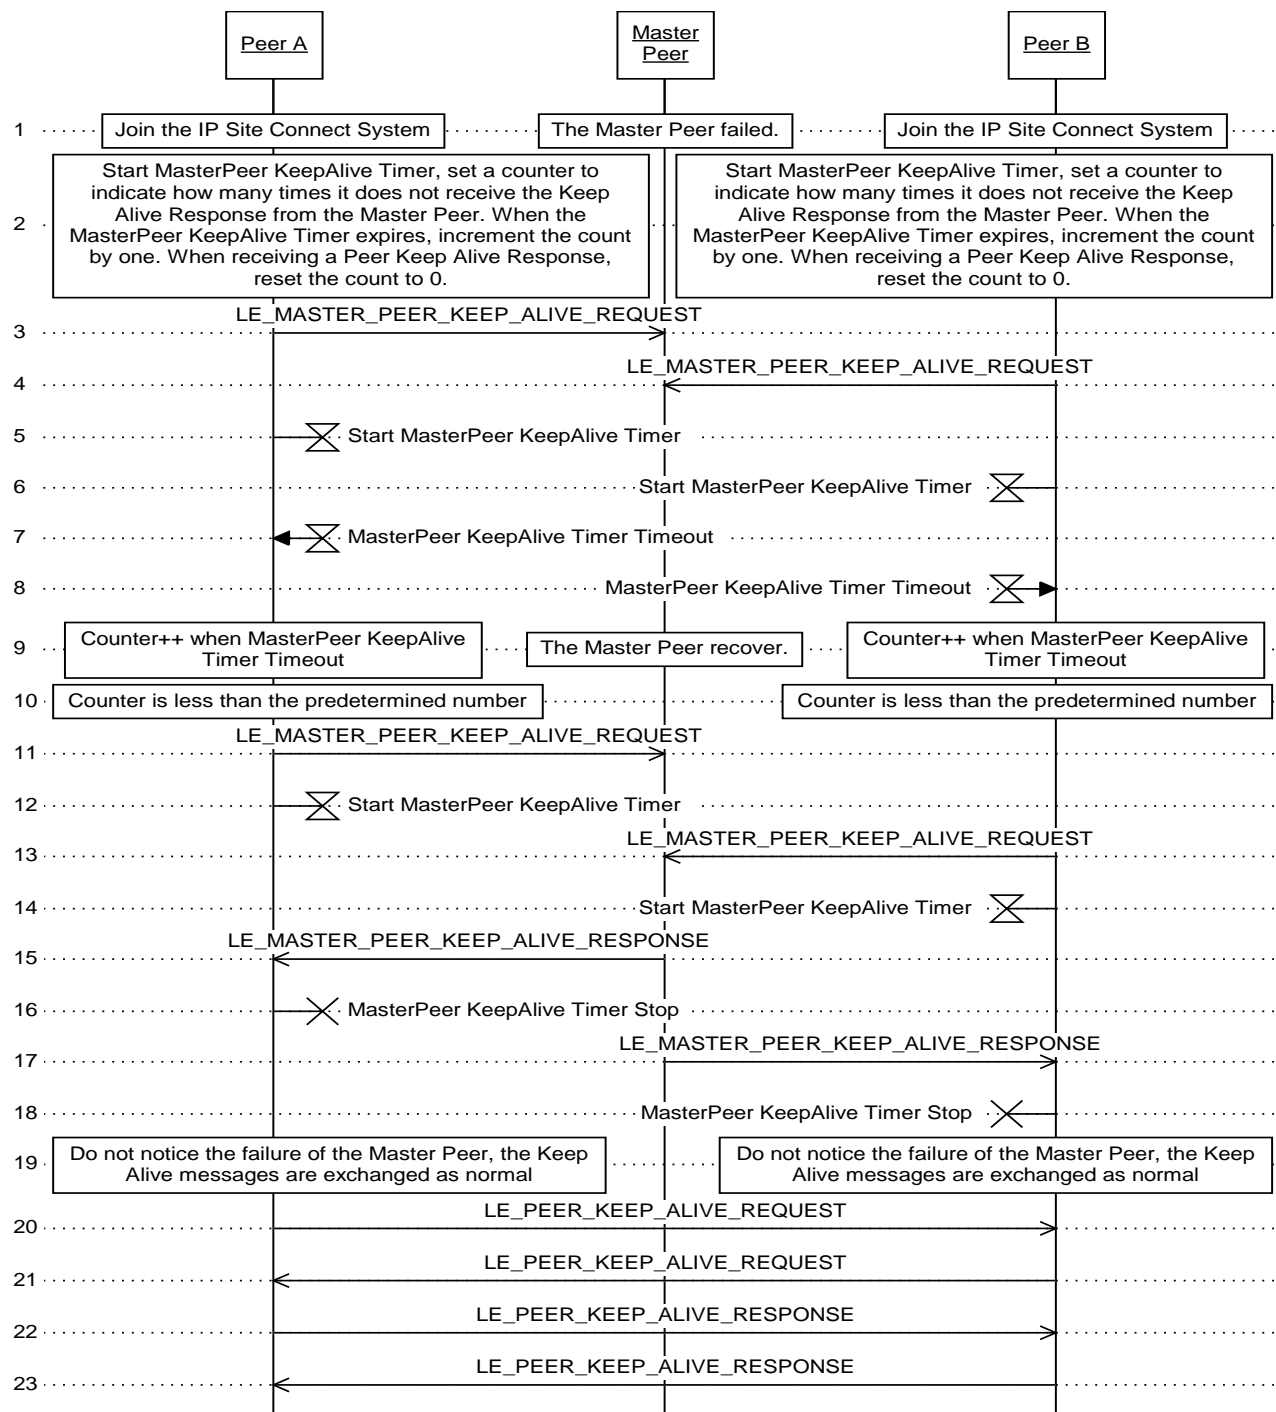 Peer A
Master
Peer
Peer B
1
Join the IP Site Connect System
The Master Peer failed.
Join the IP Site Connect System
2
Start MasterPeer KeepAlive Timer, set a counter to
indicate how many times it does not receive the Keep
Alive Response from the Master Peer. When the
MasterPeer KeepAlive Timer expires, increment the count
by one. When receiving a Peer Keep Alive Response,
reset the count to 0.
Start MasterPeer KeepAlive Timer, set a counter to
indicate how many times it does not receive the Keep
Alive Response from the Master Peer. When the
MasterPeer KeepAlive Timer expires, increment the count
by one. When receiving a Peer Keep Alive Response,
reset the count to 0.
3
LE_MASTER_PEER_KEEP_ALIVE_REQUEST
4
LE_MASTER_PEER_KEEP_ALIVE_REQUEST
5
Start MasterPeer KeepAlive Timer
6
Start MasterPeer KeepAlive Timer
7
MasterPeer KeepAlive Timer Timeout
8
MasterPeer KeepAlive Timer Timeout
9
Counter++ when MasterPeer KeepAlive
Timer Timeout
The Master Peer recover.
Counter++ when MasterPeer KeepAlive
Timer Timeout
10
Counter is less than the predetermined number
Counter is less than the predetermined number
11
LE_MASTER_PEER_KEEP_ALIVE_REQUEST
12
Start MasterPeer KeepAlive Timer
13
LE_MASTER_PEER_KEEP_ALIVE_REQUEST
14
Start MasterPeer KeepAlive Timer
15
LE_MASTER_PEER_KEEP_ALIVE_RESPONSE
16
MasterPeer KeepAlive Timer Stop
17
LE_MASTER_PEER_KEEP_ALIVE_RESPONSE
18
MasterPeer KeepAlive Timer Stop
19
Do not notice the failure of the Master Peer, the Keep
Alive messages are exchanged as normal
Do not notice the failure of the Master Peer, the Keep
Alive messages are exchanged as normal
20
LE_PEER_KEEP_ALIVE_REQUEST
21
LE_PEER_KEEP_ALIVE_REQUEST
22
LE_PEER_KEEP_ALIVE_RESPONSE
23
LE_PEER_KEEP_ALIVE_RESPONSE